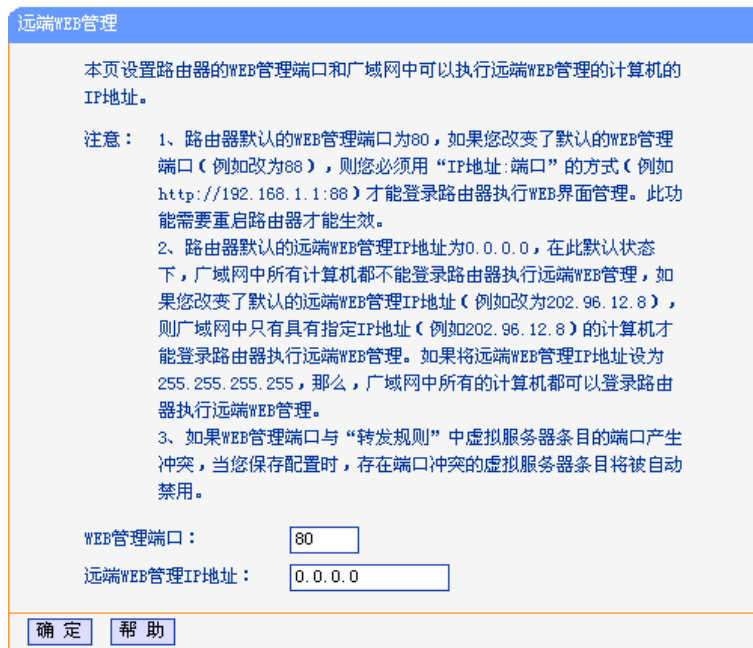 远端WEB管理
本页设置路由器的WEB管理端口和广域网中可以执行远端WEB管理的计算机的
IP地址。
注意： 1、路由器默认的WEB管理端口为80，如果您改变了默认的WEB管理
端口（例如改为88），则您必须用“IP地址:端口”的方式（例如
http://192.168.1.1:88）才能登录路由器执行WEB界面管理。此功
能需要重启路由器才能生效。
2、路由器默认的远端WEB管理IP地址为0.0.0.0，在此默认状态
下，广域网中所有计算机都不能登录路由器执行远端WEB管理，如
果您改变了默认的远端WEB管理IP地址（例如改为202.96.12.8），
则广域网中只有具有指定IP地址（例如202.96.12.8）的计算机才
能登录路由器执行远端WEB管理。如果将远端WEB管理IP地址设为
255.255.255.255，那么，广域网中所有的计算机都可以登录路由
器执行远端WEB管理。
3、如果WEB管理端口与“转发规则”中虚拟服务器条目的端口产生
冲突，当您保存配置时，存在端口冲突的虚拟服务器条目将被自动
禁用。
WEB管理端口： 80
远端WEB管理IP地址： 0.0.0.0
确 定 帮 助